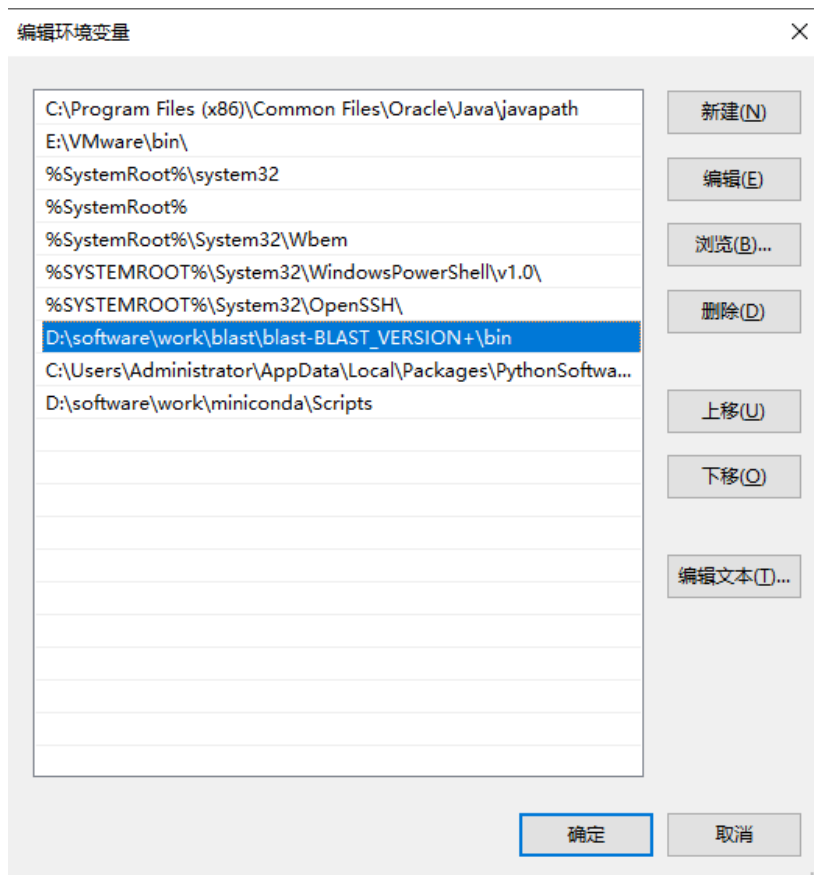 编辑环境变量
C:\Program Files (x86)\Common Files\Oracle\Java\javapath
E:\VMware\bin\
%SystemRoot%\system32
%SystemRoot%
%SystemRoot%\System32\Wbem
%SYSTEMROOT%\System32\WindowsPowerShell\v1.0\
%SYSTEMROOT%\System32\OpenSSH\
D:\software\work\blast\blast-BLAST_VERSION+\bin
C:\Users\Administrator\AppData\Local\Packages\PythonSoftwa...
D:\software\work\miniconda\Scripts
新建(N)
编辑(E)
浏览(B)...
删除(D)
上移(U)
下移(O)
编辑文本(T)...
确定
取消